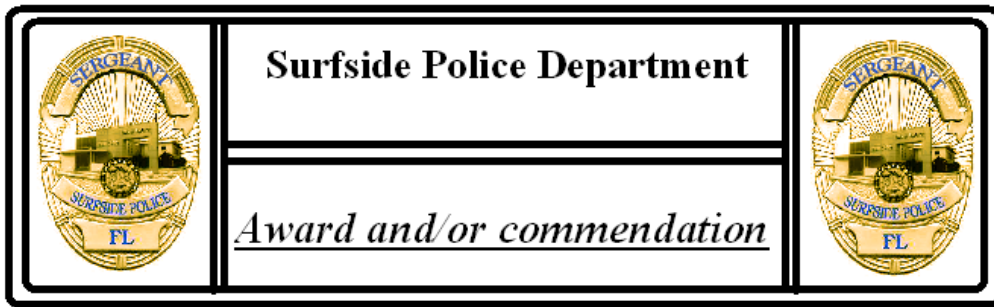 SERGEANT
SURFSIDE POLICE
FL
Surfside Police Department
Award and/or commendation
SERGEANT
SURFSIDE POLICE
FL